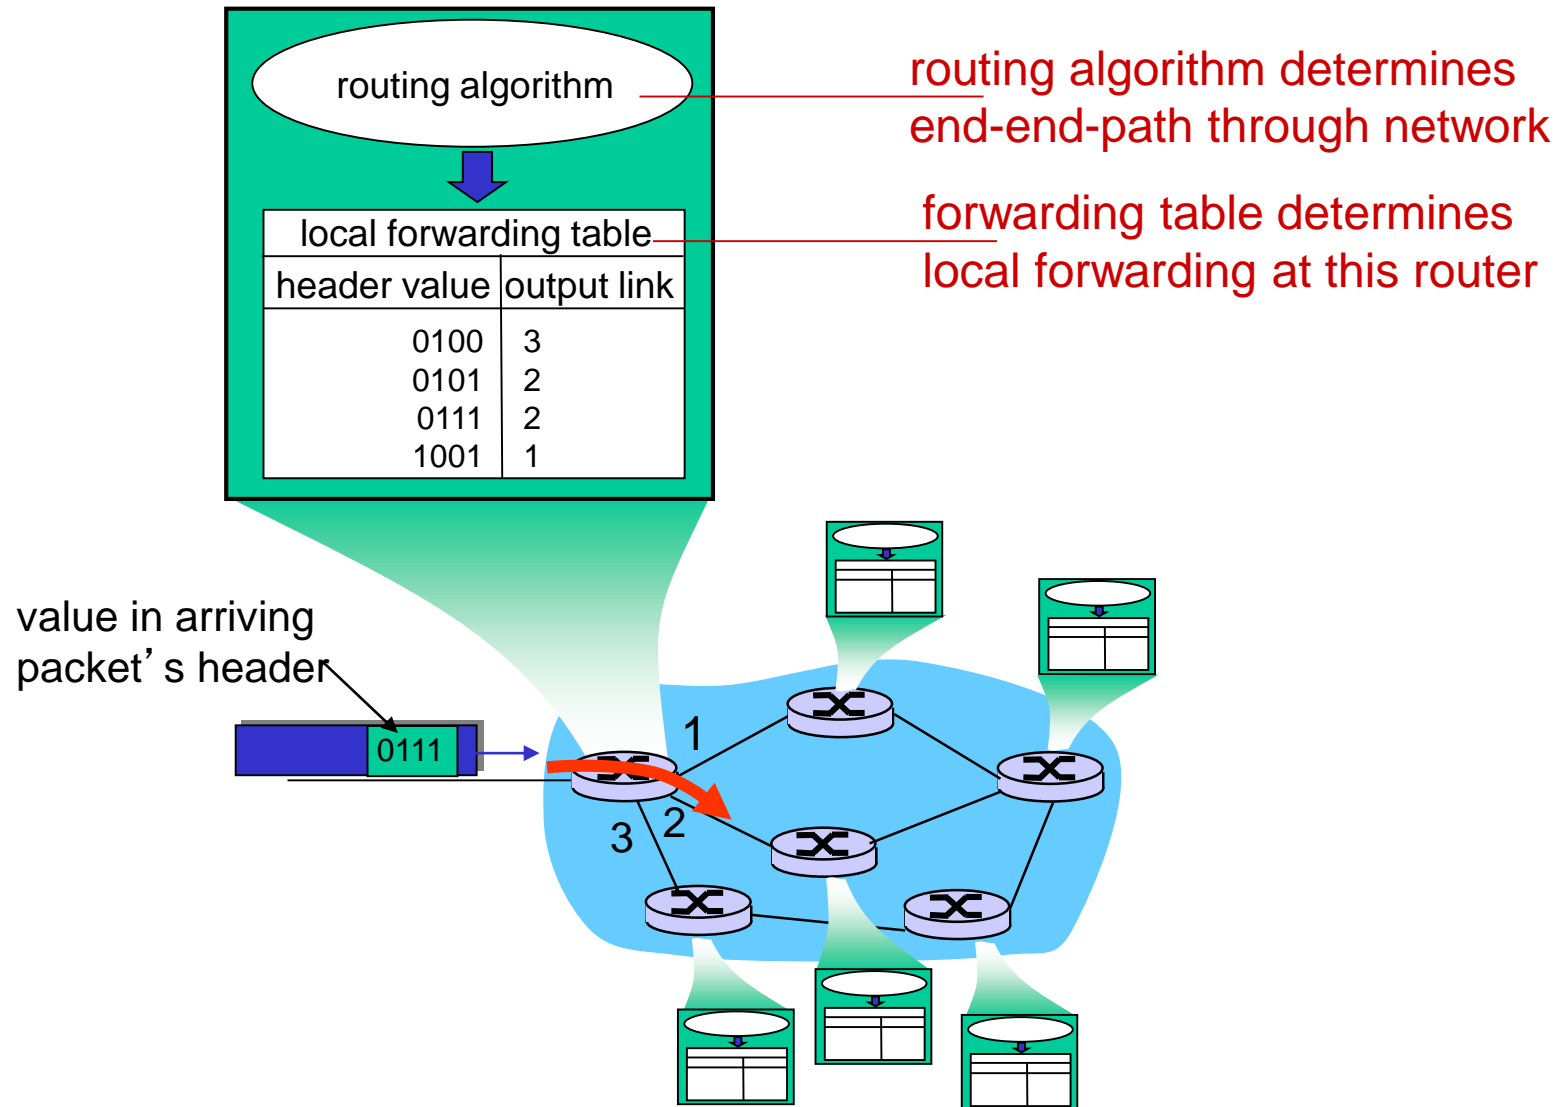 routing algorithm
routing algorithm determines
end-end-path through network
local forwarding table
forwarding table determines
local forwarding at this router
header value output link
0100 3
0101 2
0111 2
1001 1
value in arriving
packet’s header
0111
1
2
3